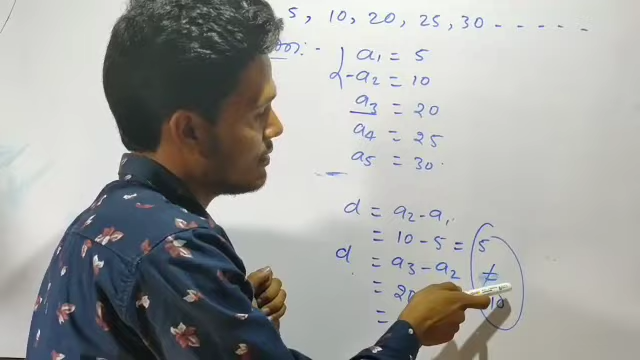 5, 10, 20, 25, 30 ------
a₁ = 5
a₂ = 10
a₃ = 20
a₄ = 25
a₅ = 30.
d = a₂ - a₁
= 10 - 5 = 5
d = a₃ - a₂ ≠
= 20 10
=